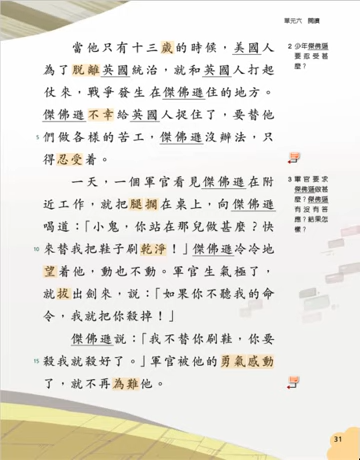 單元六 閱讀
當他只有十三歲的時候，美國人
為了脫離英國統治，就和英國人打起
仗來，戰爭發生在傑佛遜住的地方。
傑佛遜不幸給英國人捉住了，要替他
5 們做各樣的苦工，傑佛遜沒辦法，只
得忍受着。
一天，一個軍官看見傑佛遜在附
近工作，就把腿擱在桌上，向傑佛遜
喝道：「小鬼，你站在那兒做甚麼？快
10 來替我把鞋子刷乾淨！」傑佛遜冷冷地
望着他，動也不動。軍官生氣極了，
就拔出劍來，說：「如果你不聽我的命
令，我就把你殺掉！」
傑佛遜說：「我不替你刷鞋，你要
15 殺我就殺好了。」軍官被他的勇氣感動
了，就不再為難他。
2 少年傑佛遜
要忍受甚
麼？
3 軍官要求
傑佛遜做甚
麼？傑佛遜
有沒有答
應？結果怎
樣？
31